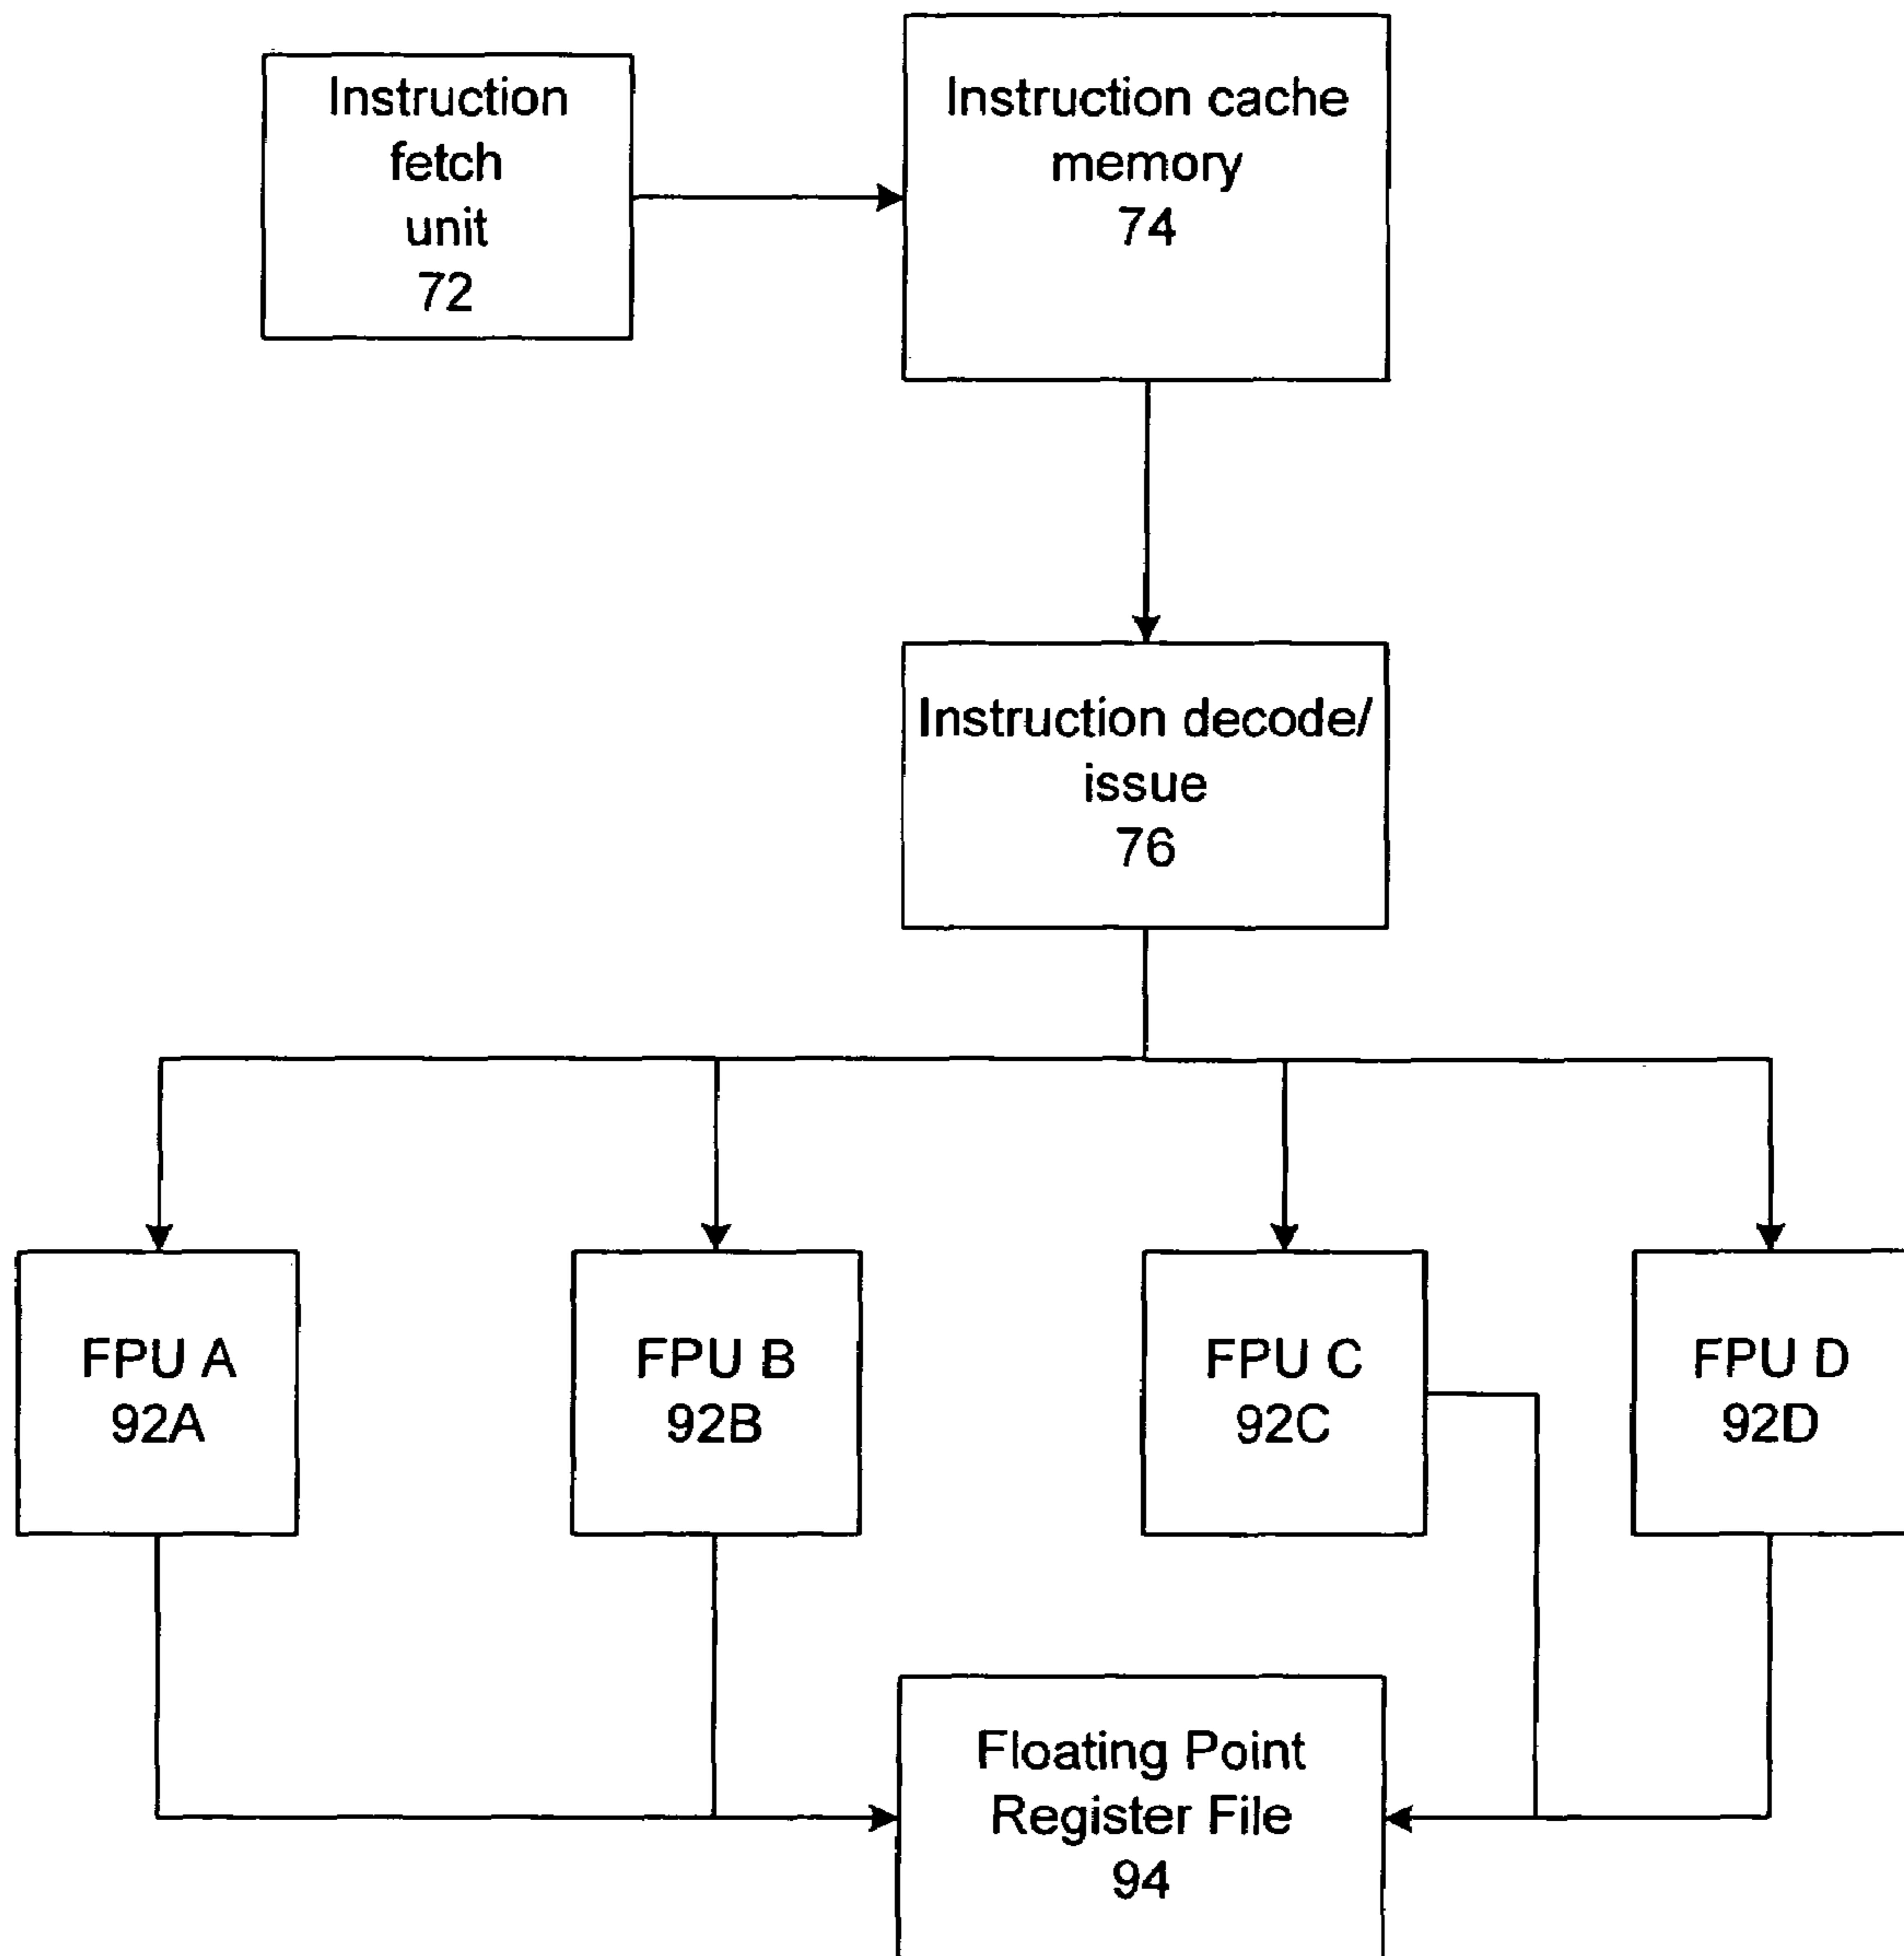 Instruction
fetch
unit
72
Instruction cache
memory
74
Instruction decode/
issue
76
FPU A
92A
FPU B
92B
FPU C
92C
FPU D
92D
Floating Point
Register File
94